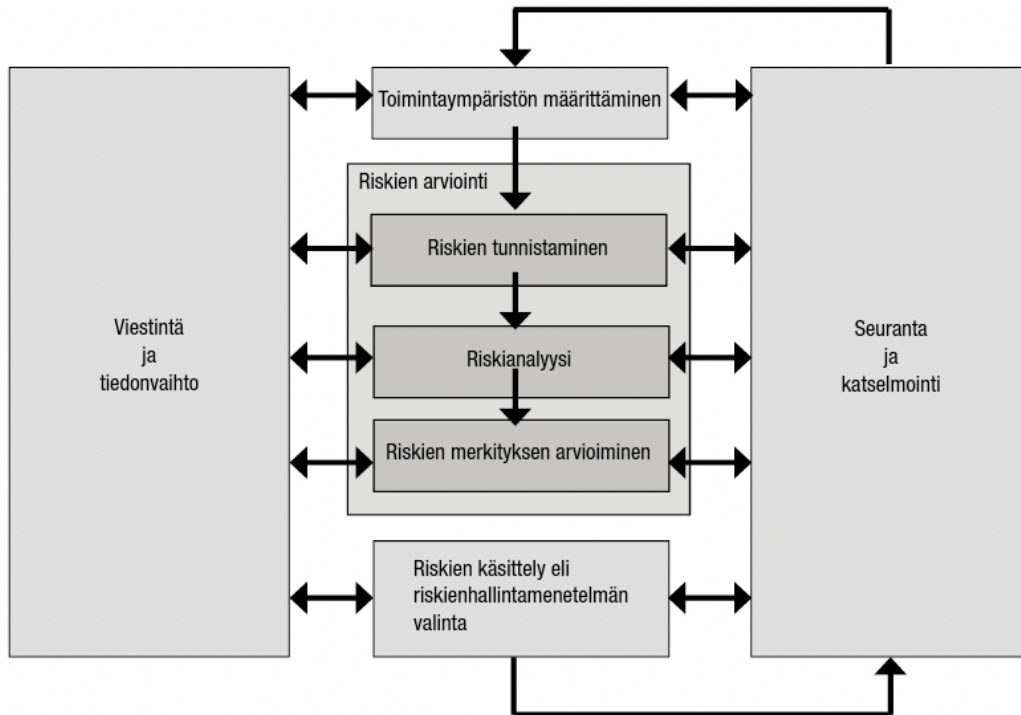 Toimintaympäristön määrittäminen
Riskien arviointi
Riskien tunnistaminen
Viestintä
ja
tiedonvaihto
Riskianalyysi
Seuranta
ja
katselmointi
Riskien merkityksen arvioiminen
Riskien käsittely eli
riskienhallintamenetelmän
valinta